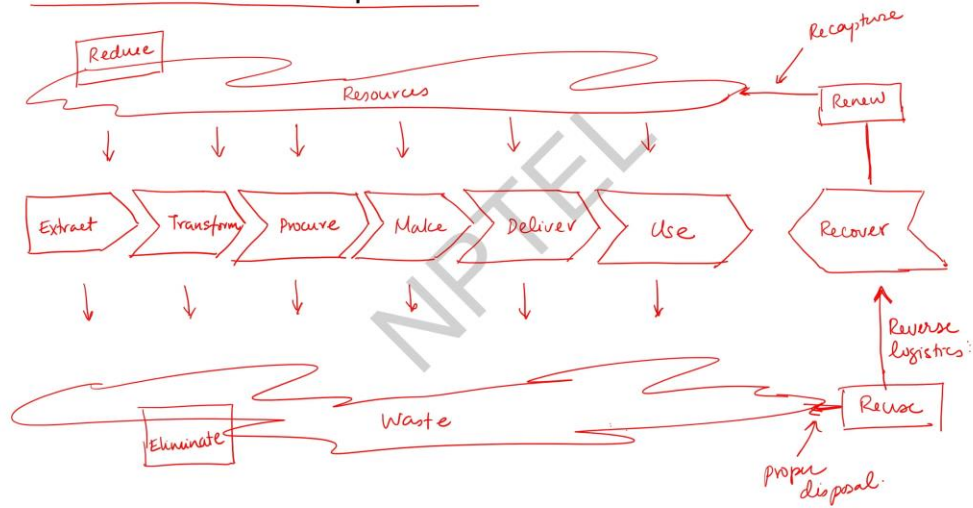 Recapture
Reduce
Resources
Renew
Extract
Transform
Procure
Make
Deliver
Use
Recover
NPTEL
Reverse
logistics:
Waste
Reuse
Eliminate
proper
disposal.